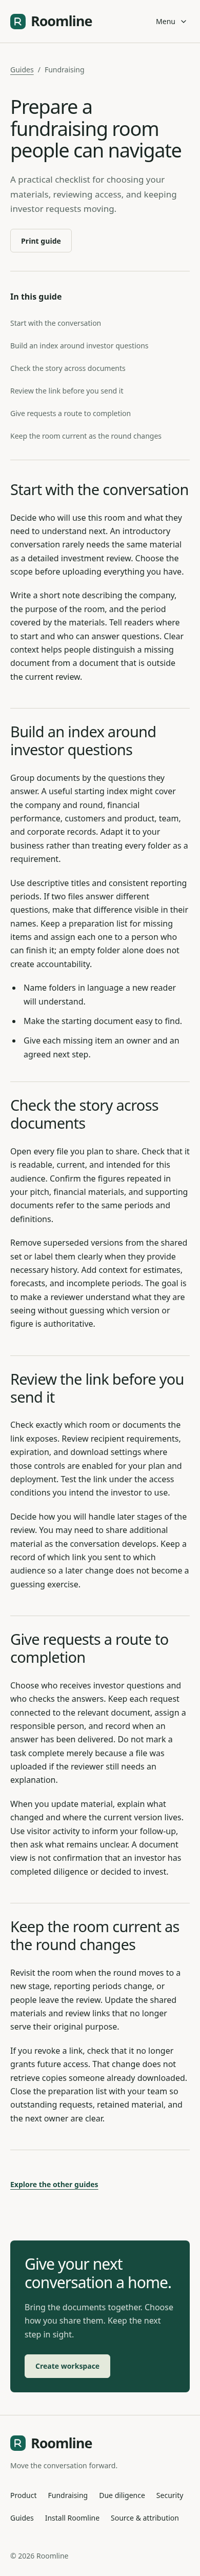 Roomline
Menu
Guides / Fundraising
Prepare a
fundraising room
people can navigate
A practical checklist for choosing your
materials, reviewing access, and keeping
investor requests moving.
Print guide
In this guide
Start with the conversation
Build an index around investor questions
Check the story across documents
Review the link before you send it
Give requests a route to completion
Keep the room current as the round changes
Start with the conversation
Decide who will use this room and what they
need to understand next. An introductory
conversation rarely needs the same material
as a detailed investment review. Choose the
scope before uploading everything you have.
Write a short note describing the company,
the purpose of the room, and the period
covered by the materials. Tell readers where
to start and who can answer questions. Clear
context helps people distinguish a missing
document from a document that is outside
the current review.
Build an index around
investor questions
Group documents by the questions they
answer. A useful starting index might cover
the company and round, financial
performance, customers and product, team,
and corporate records. Adapt it to your
business rather than treating every folder as a
requirement.
Use descriptive titles and consistent reporting
periods. If two files answer different
questions, make that difference visible in their
names. Keep a preparation list for missing
items and assign each one to a person who
can finish it; an empty folder alone does not
create accountability.
• Name folders in language a new reader
will understand.
• Make the starting document easy to find.
• Give each missing item an owner and an
agreed next step.
Check the story across
documents
Open every file you plan to share. Check that it
is readable, current, and intended for this
audience. Confirm the figures repeated in
your pitch, financial materials, and supporting
documents refer to the same periods and
definitions.
Remove superseded versions from the shared
set or label them clearly when they provide
necessary history. Add context for estimates,
forecasts, and incomplete periods. The goal is
to make a reviewer understand what they are
seeing without guessing which version or
figure is authoritative.
Review the link before you
send it
Check exactly which room or documents the
link exposes. Review recipient requirements,
expiration, and download settings where
those controls are enabled for your plan and
deployment. Test the link under the access
conditions you intend the investor to use.
Decide how you will handle later stages of the
review. You may need to share additional
material as the conversation develops. Keep a
record of which link you sent to which
audience so a later change does not become a
guessing exercise.
Give requests a route to
completion
Choose who receives investor questions and
who checks the answers. Keep each request
connected to the relevant document, assign a
responsible person, and record when an
answer has been delivered. Do not mark a
task complete merely because a file was
uploaded if the reviewer still needs an
explanation.
When you update material, explain what
changed and where the current version lives.
Use visitor activity to inform your follow-up,
then ask what remains unclear. A document
view is not confirmation that an investor has
completed diligence or decided to invest.
Keep the room current as
the round changes
Revisit the room when the round moves to a
new stage, reporting periods change, or
people leave the review. Update the shared
materials and review links that no longer
serve their original purpose.
If you revoke a link, check that it no longer
grants future access. That change does not
retrieve copies someone already downloaded.
Close the preparation list with your team so
outstanding requests, retained material, and
the next owner are clear.
Explore the other guides
Give your next
conversation a home.
Bring the documents together. Choose
how you share them. Keep the next
step in sight.
Create workspace
Roomline
Move the conversation forward.
Product Fundraising Due diligence Security
Guides Install Roomline Source & attribution
© 2026 Roomline